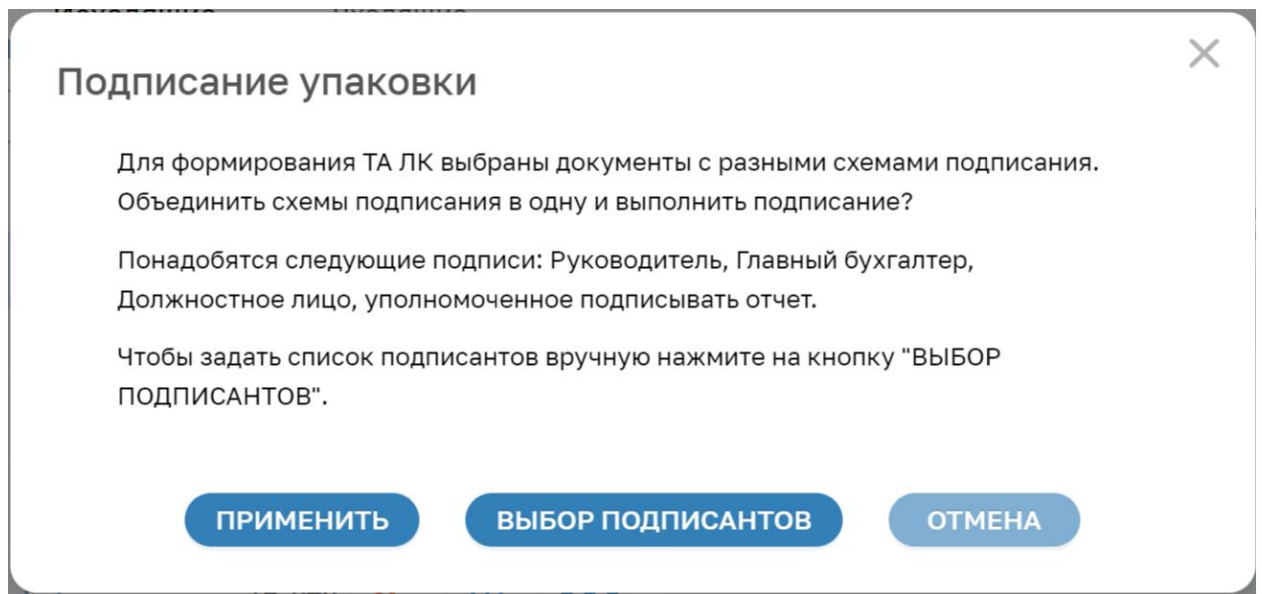 Подписание упаковки
Для формирования ТА ЛК выбраны документы с разными схемами подписания.
Объединить схемы подписания в одну и выполнить подписание?
Понадобятся следующие подписи: Руководитель, Главный бухгалтер,
Должностное лицо, уполномоченное подписывать отчет.
Чтобы задать список подписантов вручную нажмите на кнопку "ВЫБОР
ПОДПИСАНТОВ".
ПРИМЕНИТЬ
ВЫБОР ПОДПИСАНТОВ
ОТМЕНА